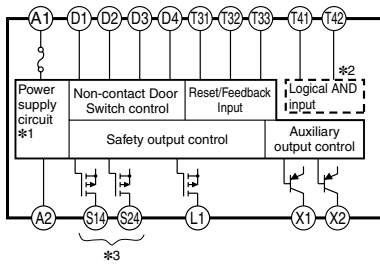 A1 D1 D2 D3 D4 T31 T32 T33 T41 T42
*2
Power
supply
circuit
*1
Non-contact Door
Switch control
Reset/Feedback
Input
Logical AND
input
Safety output control
Auxiliary
output control
A2 S14 S24 L1 X1 X2
*3